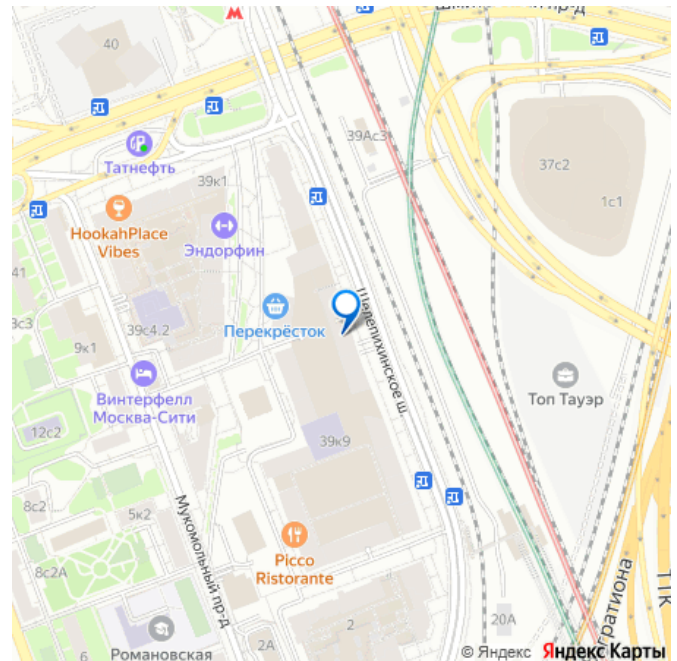 40
Татнефть
39к1
HookahPlace
Vibes
Эндорфин
39Ас3
37с2
1с1
41
3с3
9к1
39с4.2
Перекрёсток
Шелепихинское ш.
Винтерфелл
Москва-Сити
Топ Тауэр
12с2
39к9
8с2
5к2
Мукомольный пр-д
8с2А
Picco
Ristorante
6
Романовская
2А
2
20А
ТТК
© Яндекс Яндекс Карты